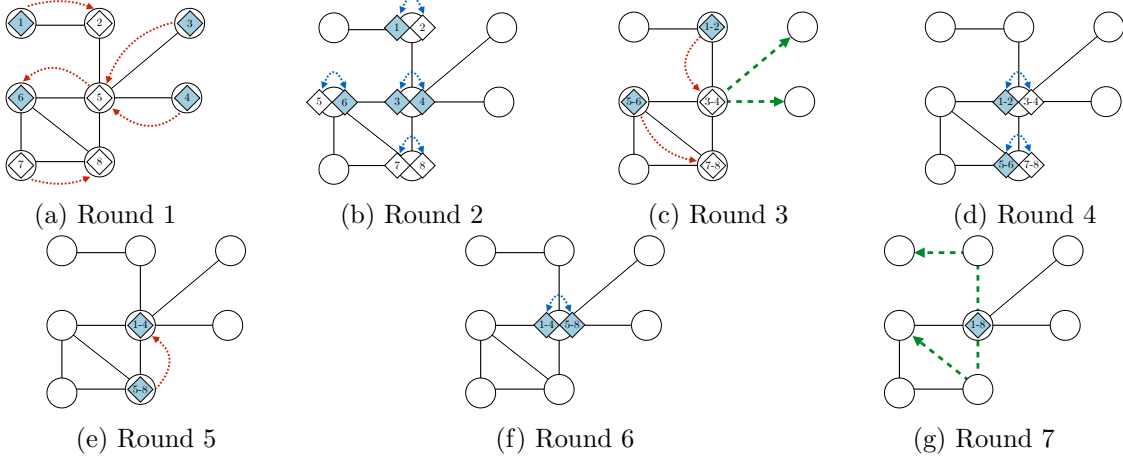 1 2 3
6 5 4
7 8
(a) Round 1
1 2
5 6 3 4
7 8
(b) Round 2
1-2
5-6 3-4
7-8
(c) Round 3
1-2 3-4
5-6 7-8
(d) Round 4
1-4
5-8
(e) Round 5
1-4 5-8
(f) Round 6
1-8
(g) Round 7